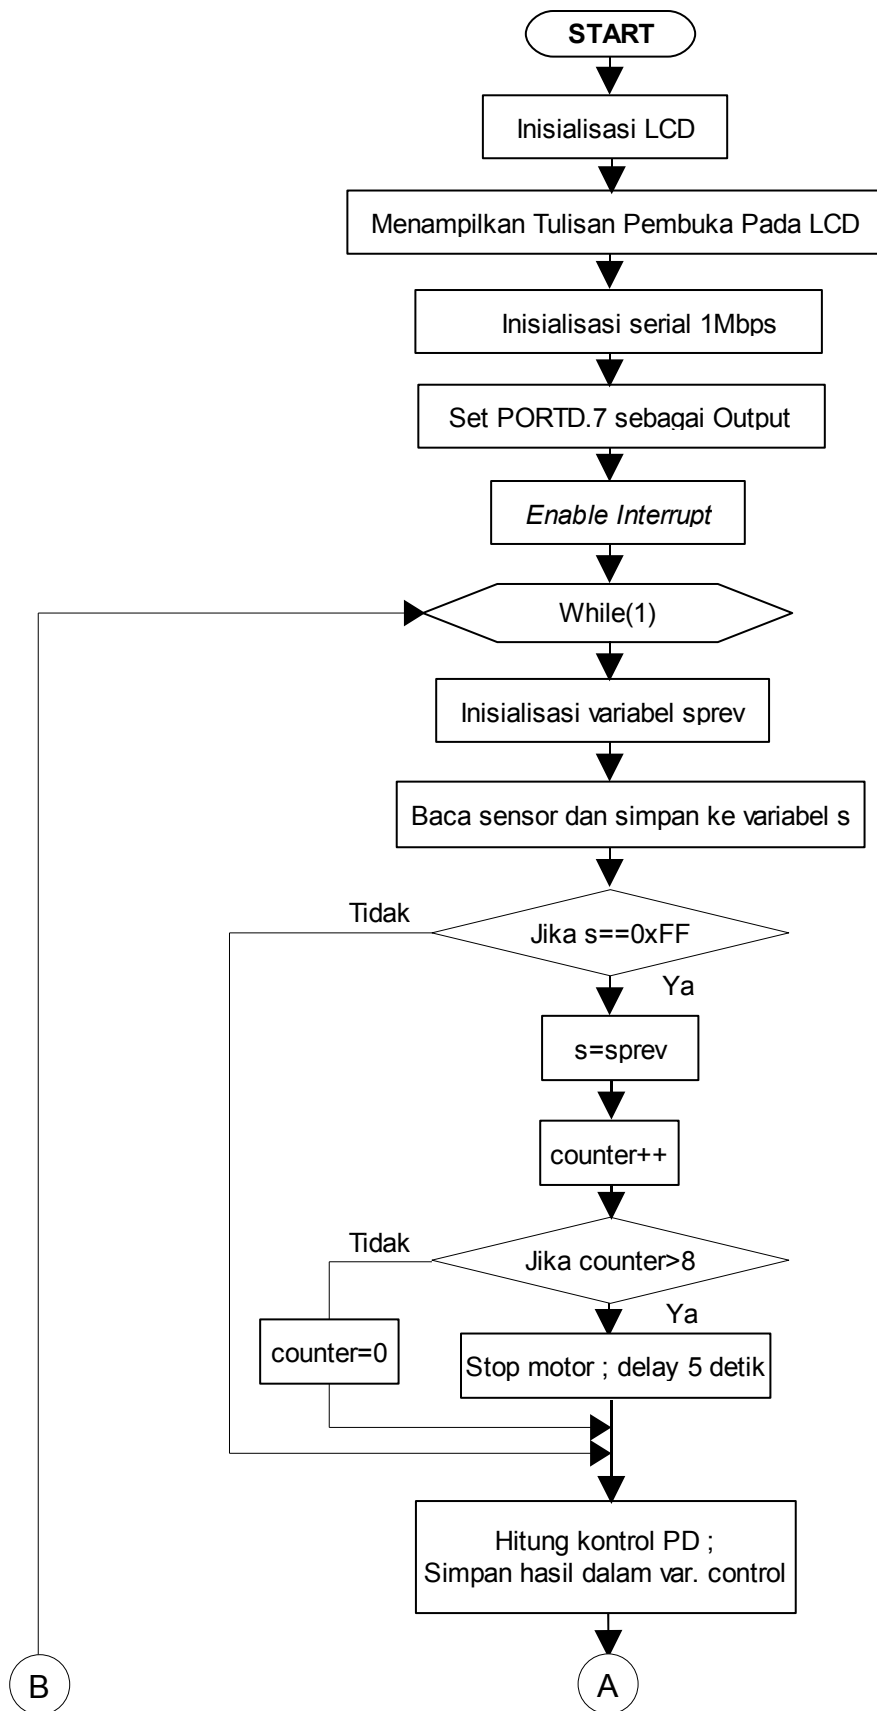 START
Inisialisasi LCD
Menampilkan Tulisan Pembuka Pada LCD
Inisialisasi serial 1Mbps
Set PORTD.7 sebagai Output
Enable Interrupt
While(1)
Inisialisasi variabel sprev
Baca sensor dan simpan ke variabel s
Tidak
Jika s==0xFF
Ya
s=sprev
counter++
Tidak
Jika counter>8
Ya
counter=0
Stop motor ; delay 5 detik
Hitung kontrol PD ;
Simpan hasil dalam var. control
B
A